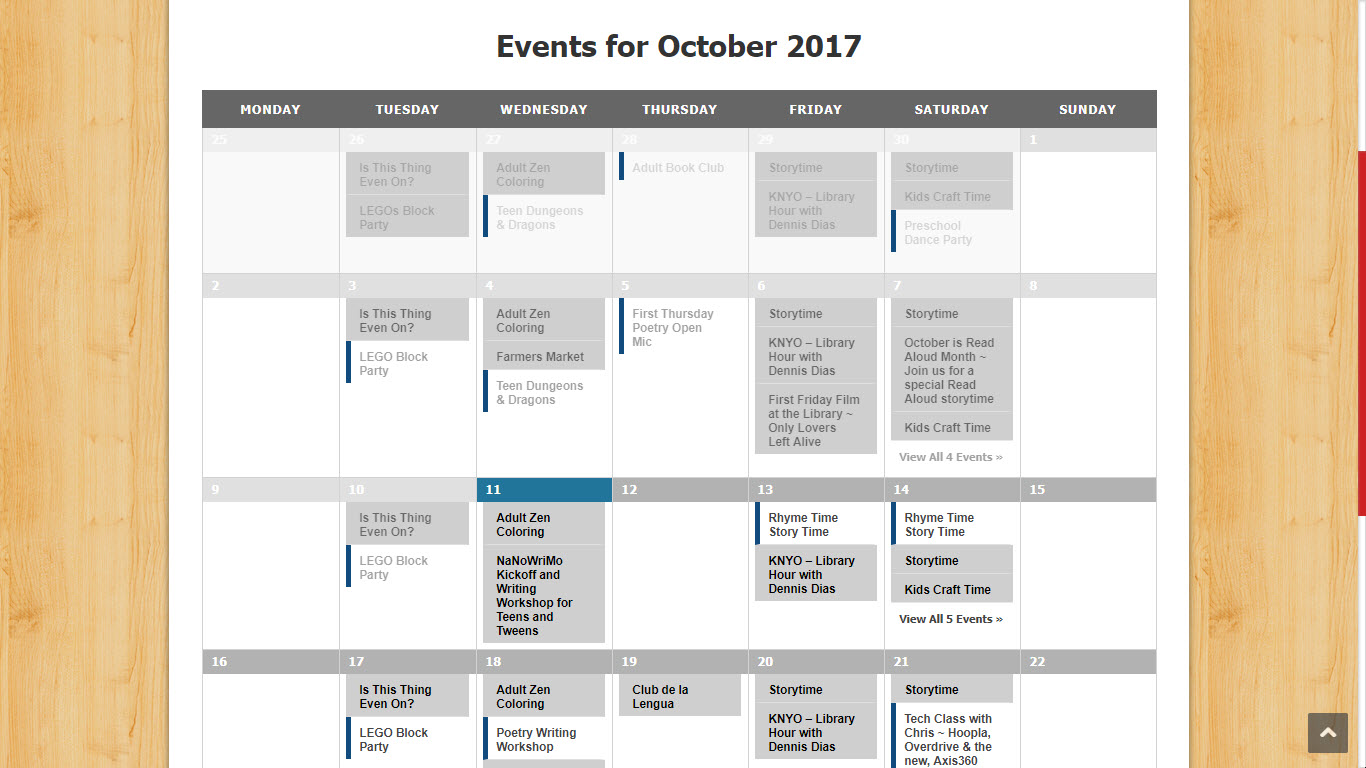 Events for October 2017
MONDAY TUESDAY WEDNESDAY THURSDAY FRIDAY SATURDAY SUNDAY
25 26 27 28 29 30 1
Is This Thing
Even On?
LEGOs Block
Party
Adult Zen
Coloring
Teen Dungeons
& Dragons
Adult Book Club
Storytime
KNYO – Library
Hour with
Dennis Dias
Storytime
Kids Craft Time
Preschool
Dance Party
2 3 4 5 6 7 8
Is This Thing
Even On?
LEGO Block
Party
Adult Zen
Coloring
Farmers Market
Teen Dungeons
& Dragons
First Thursday
Poetry Open
Mic
Storytime
KNYO – Library
Hour with
Dennis Dias
First Friday Film
at the Library ~
Only Lovers
Left Alive
Storytime
October is Read
Aloud Month ~
Join us for a
special Read
Aloud storytime
Kids Craft Time
View All 4 Events »
9 10 11 12 13 14 15
Is This Thing
Even On?
LEGO Block
Party
Adult Zen
Coloring
NaNoWriMo
Kickoff and
Writing
Workshop for
Teens and
Tweens
Rhyme Time
Story Time
KNYO – Library
Hour with
Dennis Dias
Rhyme Time
Story Time
Storytime
Kids Craft Time
View All 5 Events »
16 17 18 19 20 21 22
Is This Thing
Even On?
LEGO Block
Party
Adult Zen
Coloring
Poetry Writing
Workshop
Club de la
Lengua
Storytime
KNYO – Library
Hour with
Dennis Dias
Storytime
Tech Class with
Chris ~ Hoopla,
Overdrive & the
new, Axis360